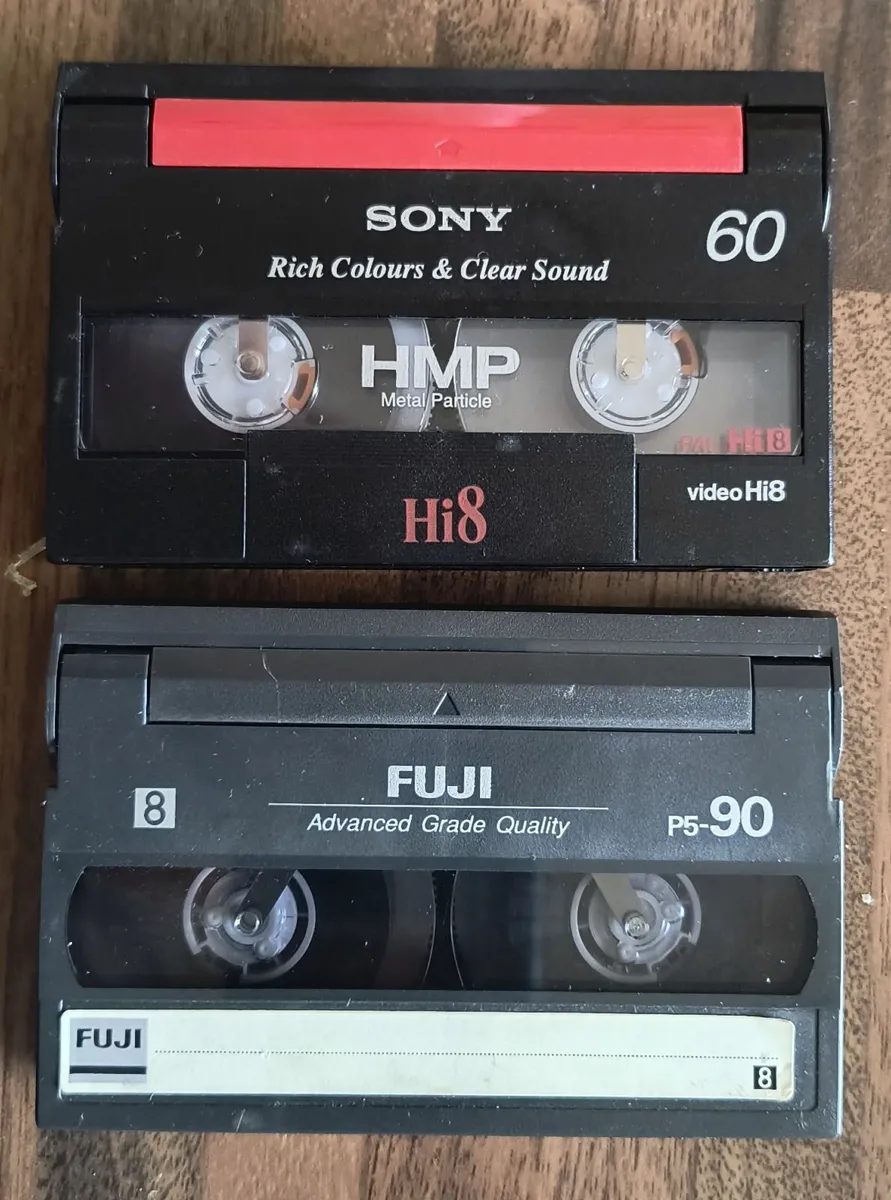 SONY
60
Rich Colours & Clear Sound
HMP
Metal Particle
PAL Hi8
video Hi8
Hi8
FUJI
8
Advanced Grade Quality
P5-90
FUJI
8